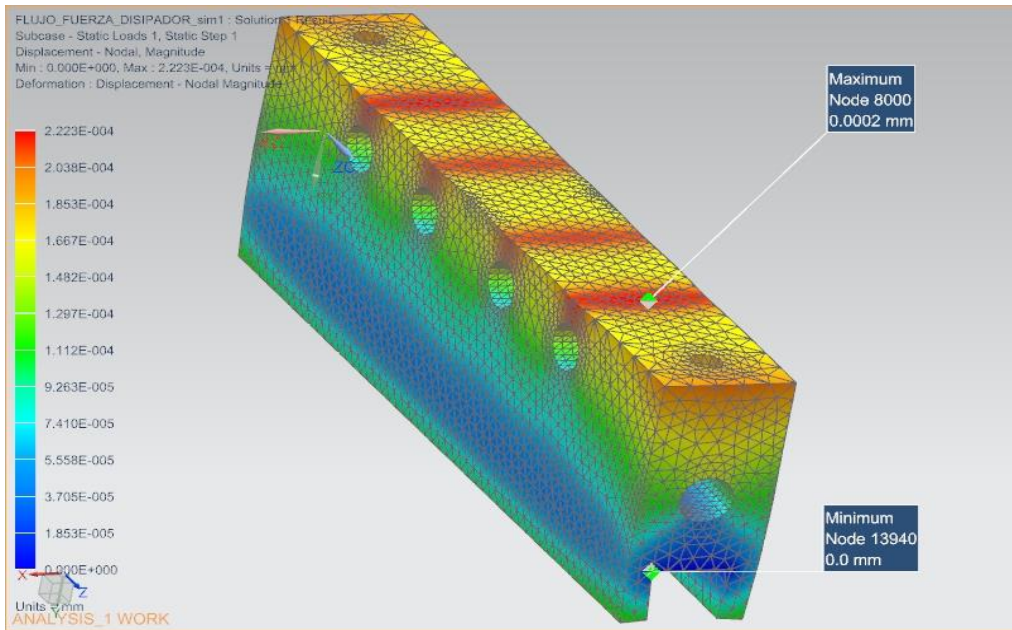 FLUJO_FUERZA_DISIPADOR_sim1 : Solution 1 Result
Subcase - Static Loads 1, Static Step 1
Displacement - Nodal, Magnitude
Min : 0.000E+000, Max : 2.223E-004, Units = mm
Deformation : Displacement - Nodal Magnitude
Maximum
Node 8000
0.0002 mm
2.223E-004
2.038E-004
1.853E-004
1.667E-004
1.482E-004
1.297E-004
1.112E-004
9.263E-005
7.410E-005
5.558E-005
3.705E-005
1.853E-005
0.000E+000
ZC
Minimum
Node 13940
0.0 mm
X
Z
Units = mm
ANALYSIS_1 WORK